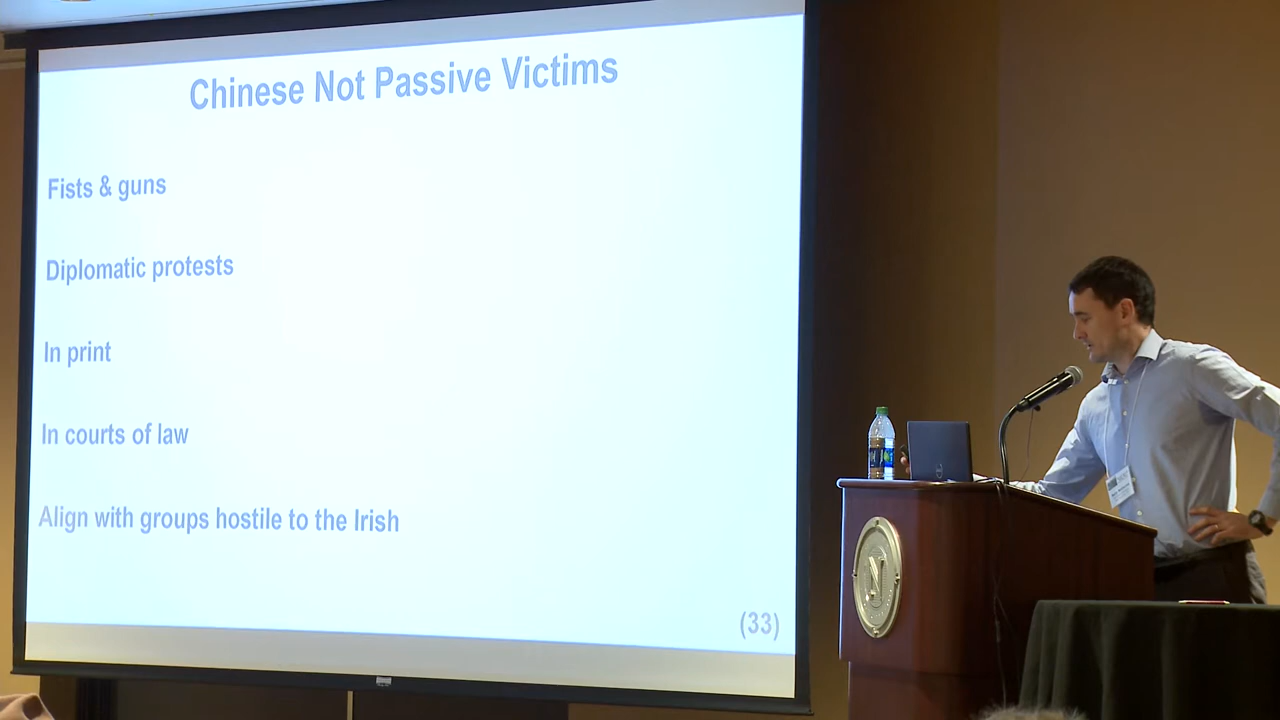 Chinese Not Passive Victims
Fists & guns
Diplomatic protests
In print
In courts of law
Align with groups hostile to the Irish
(33)
N